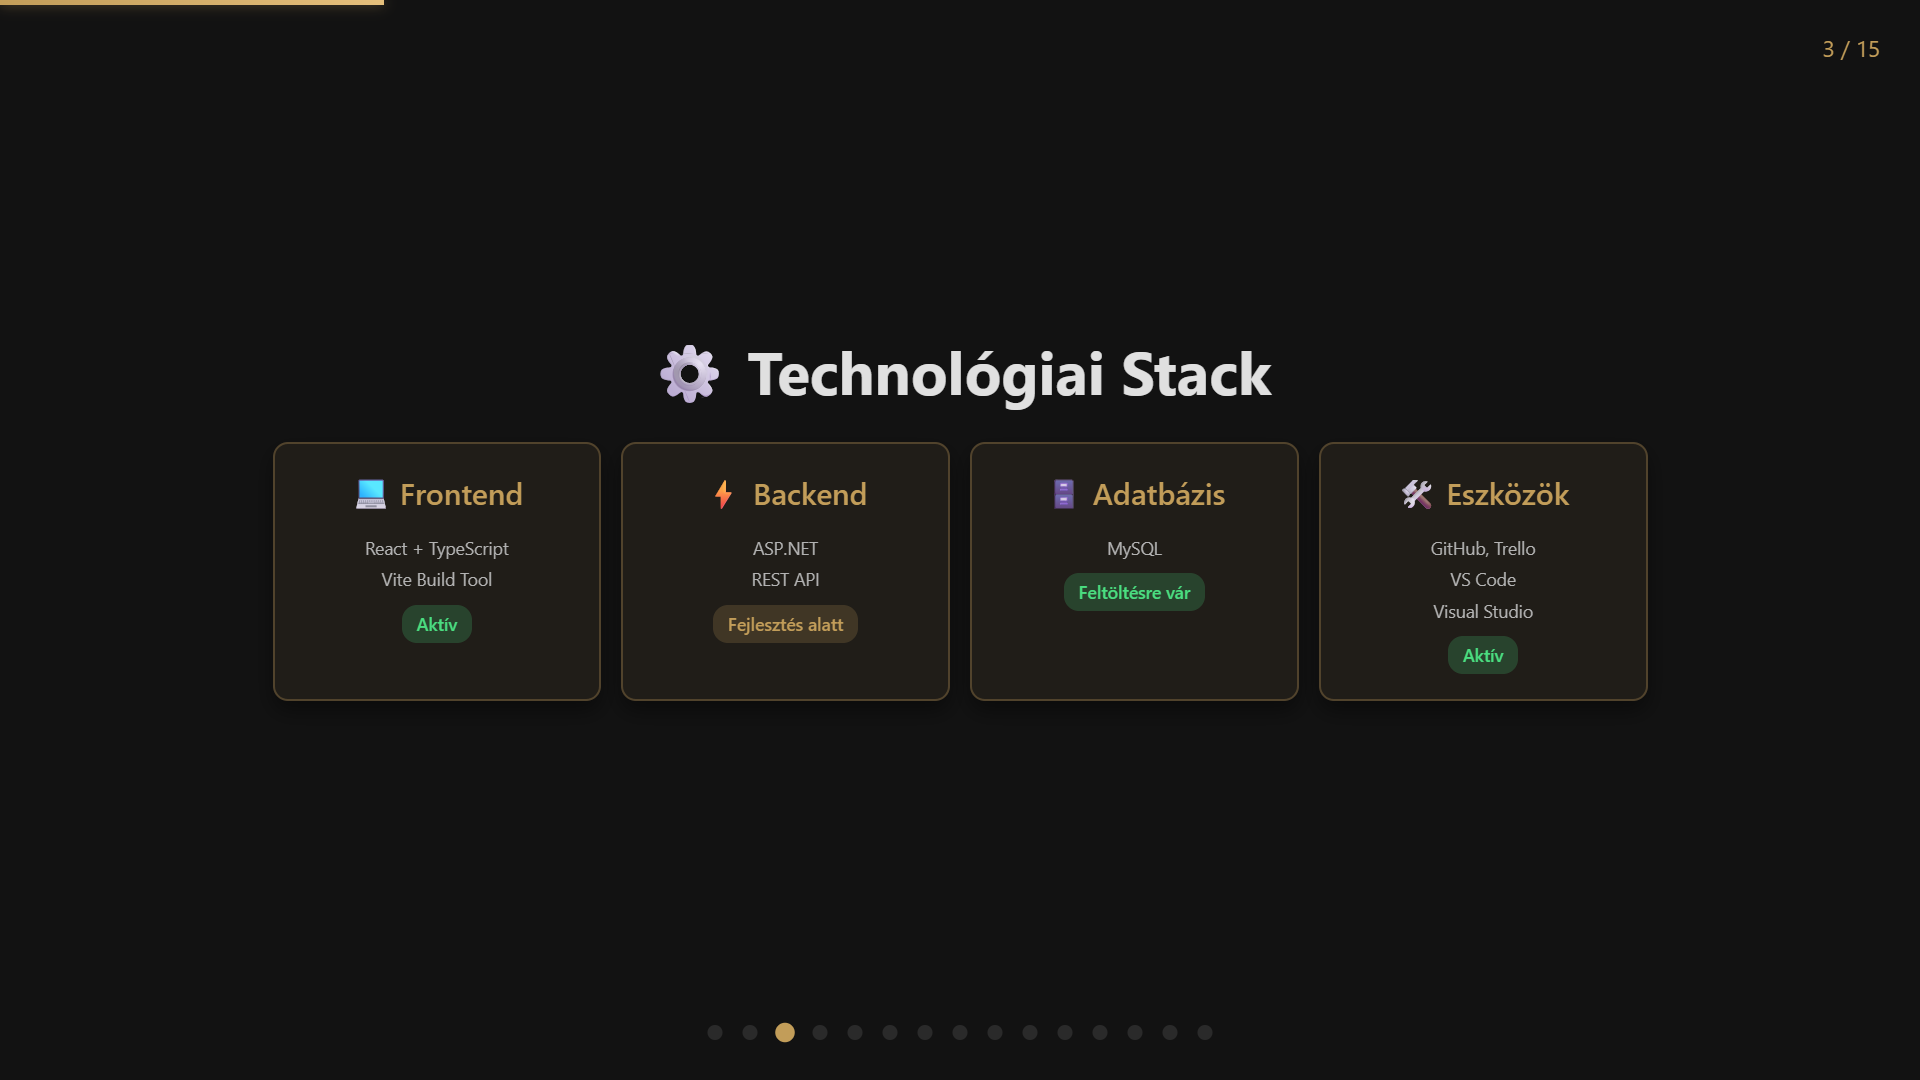 3 / 15
Technológiai Stack
Frontend
React + TypeScript
Vite Build Tool
Aktív
Backend
ASP.NET
REST API
Fejlesztés alatt
Adatbázis
MySQL
Feltöltésre vár
Eszközök
GitHub, Trello
VS Code
Visual Studio
Aktív